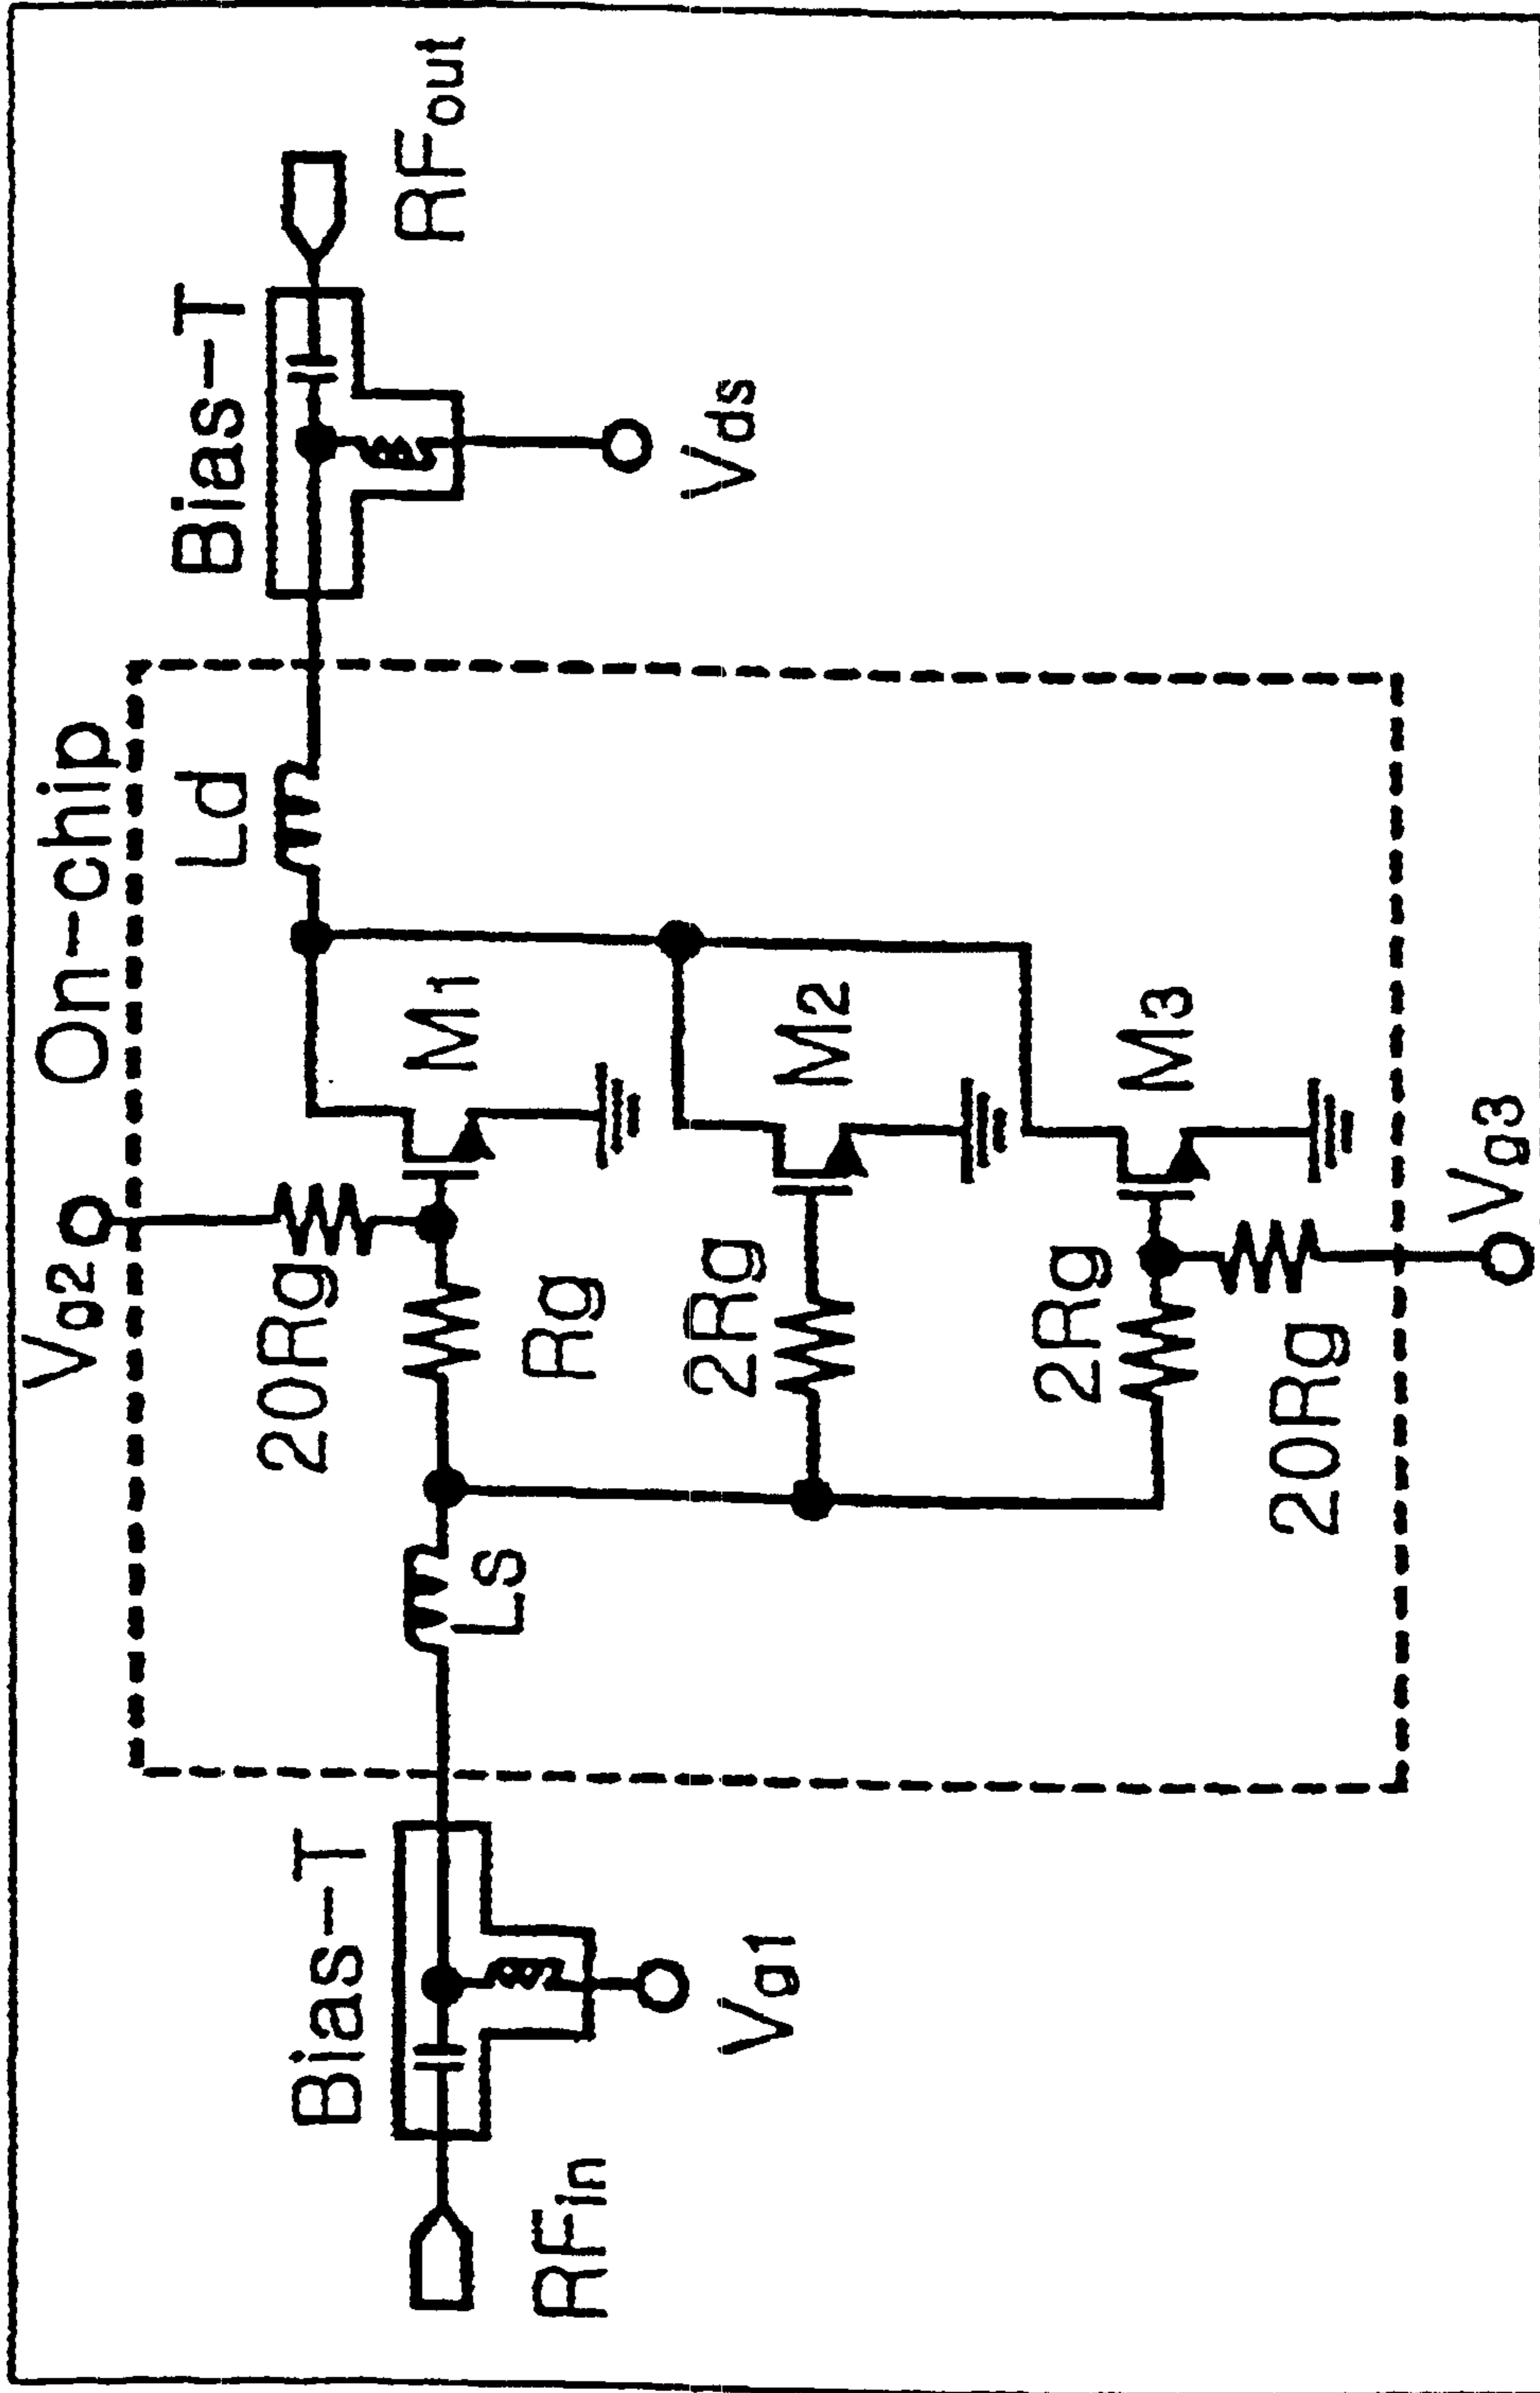 Vg2
On-chip
Bias-T
20Rg
Ld
Bias-T
RFin
Ls
Rg
M1
RFout
Vg1
2Rg
M2
Vds
2Rg
M3
20Rg
Vg3